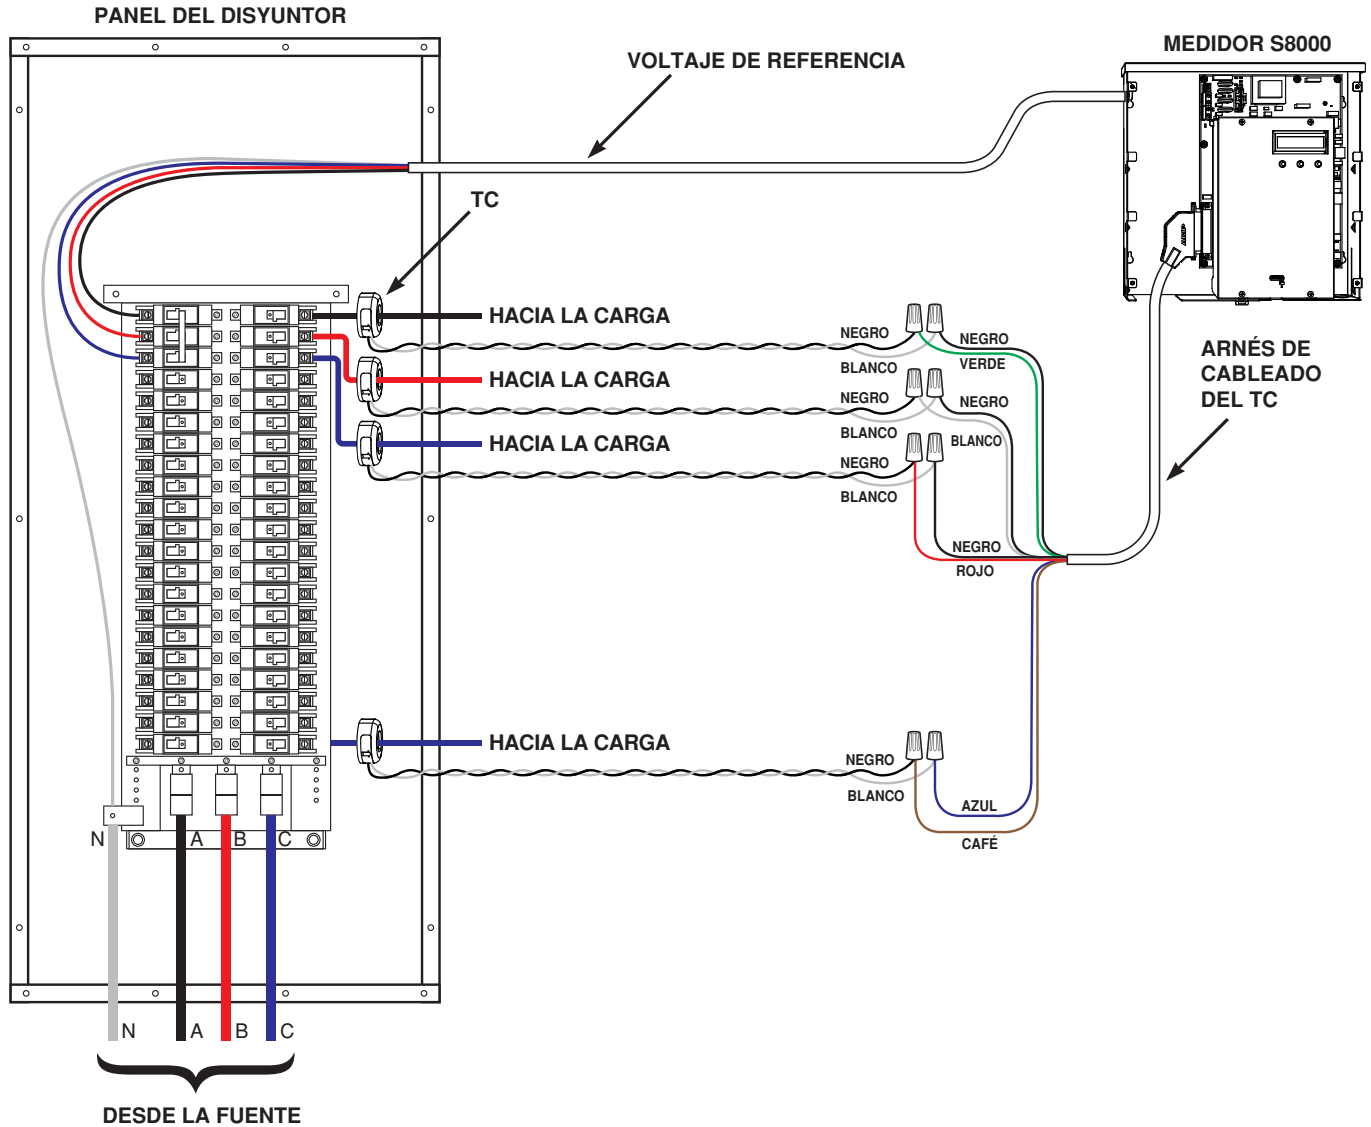 PANEL DEL DISYUNTOR
VOLTAJE DE REFERENCIA
MEDIDOR S8000
TC
HACIA LA CARGA
NEGRO
BLANCO
NEGRO
VERDE
ARNÉS DE
CABLEADO
DEL TC
HACIA LA CARGA
NEGRO
BLANCO
NEGRO
BLANCO
HACIA LA CARGA
NEGRO
BLANCO
NEGRO
ROJO
HACIA LA CARGA
NEGRO
BLANCO
AZUL
CAFÉ
N A B C
N A B C
DESDE LA FUENTE